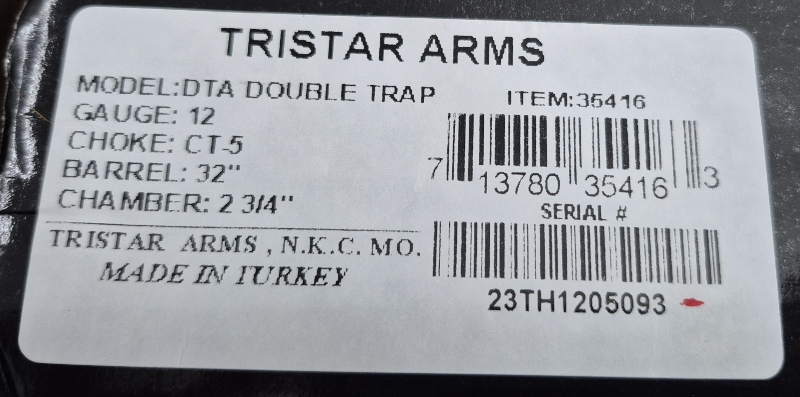 TRISTAR ARMS
MODEL:DTA DOUBLE TRAP
GAUGE: 12
CHOKE: CT-5
BARREL: 32"
CHAMBER: 2 3/4"
TRISTAR ARMS , N.K.C. MO.
MADE IN TURKEY
ITEM:35416
7 13780 35416 3
SERIAL #
23TH1205093